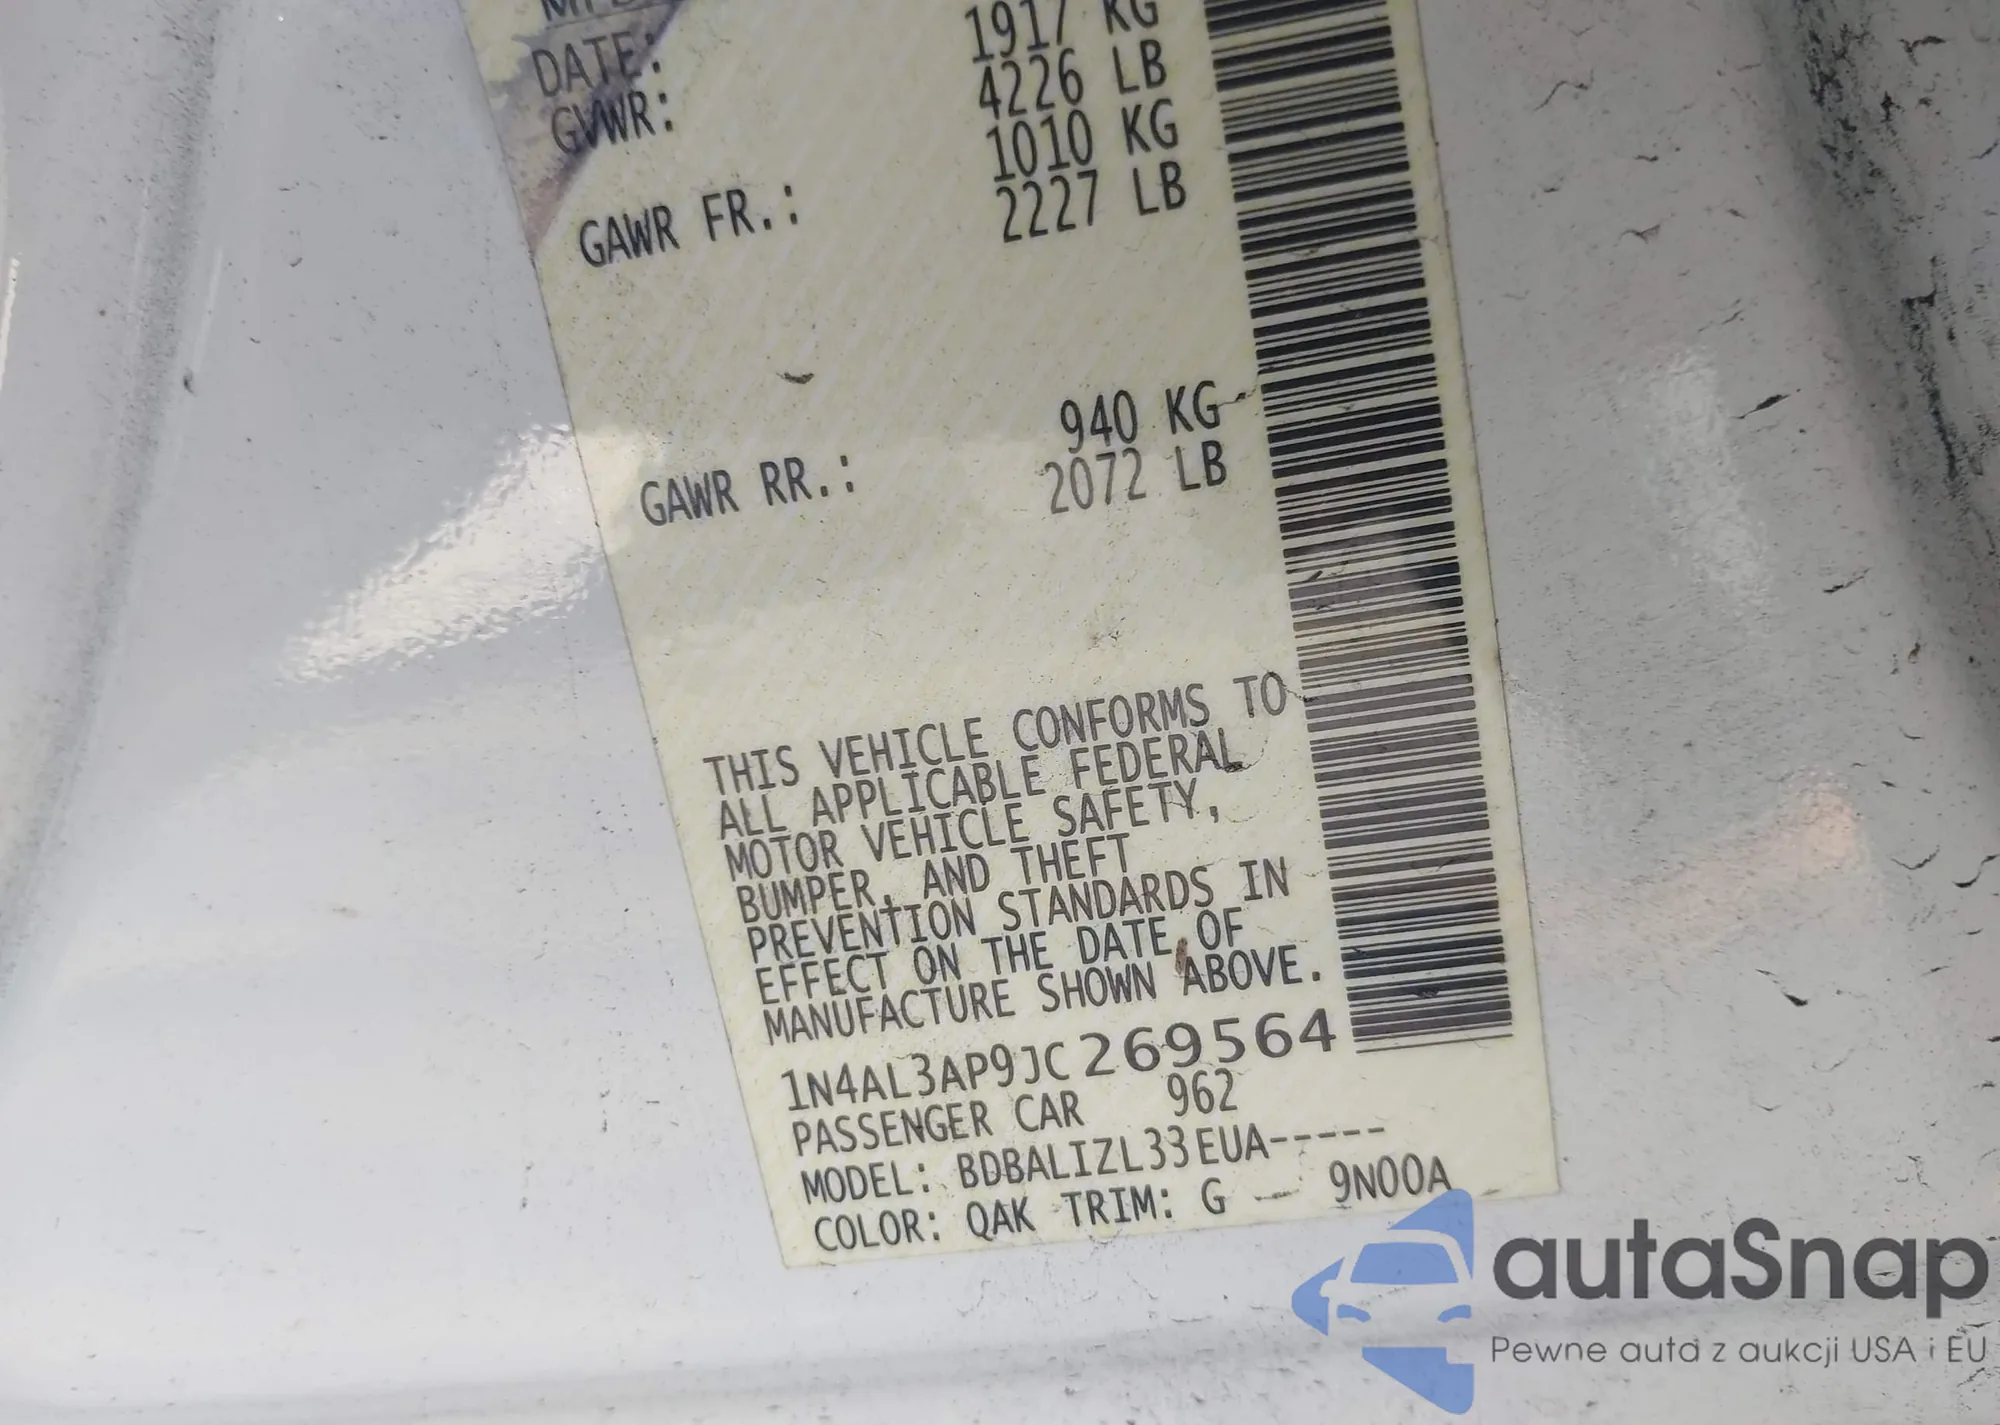 DATE:
1917 KG
GVWR: 4226 LB
1010 KG
GAWR FR.: 2227 LB
940 KG
GAWR RR.: 2072 LB
THIS VEHICLE CONFORMS TO
ALL APPLICABLE FEDERAL
MOTOR VEHICLE SAFETY,
BUMPER, AND THEFT
PREVENTION STANDARDS IN
EFFECT ON THE DATE OF
MANUFACTURE SHOWN ABOVE.
1N4AL3AP9JC269564
PASSENGER CAR 962
MODEL: BDBALIZL33EUA-----
COLOR: QAK TRIM: G - 9N00A
autaSnap
Pewne auta z aukcji USA i EU